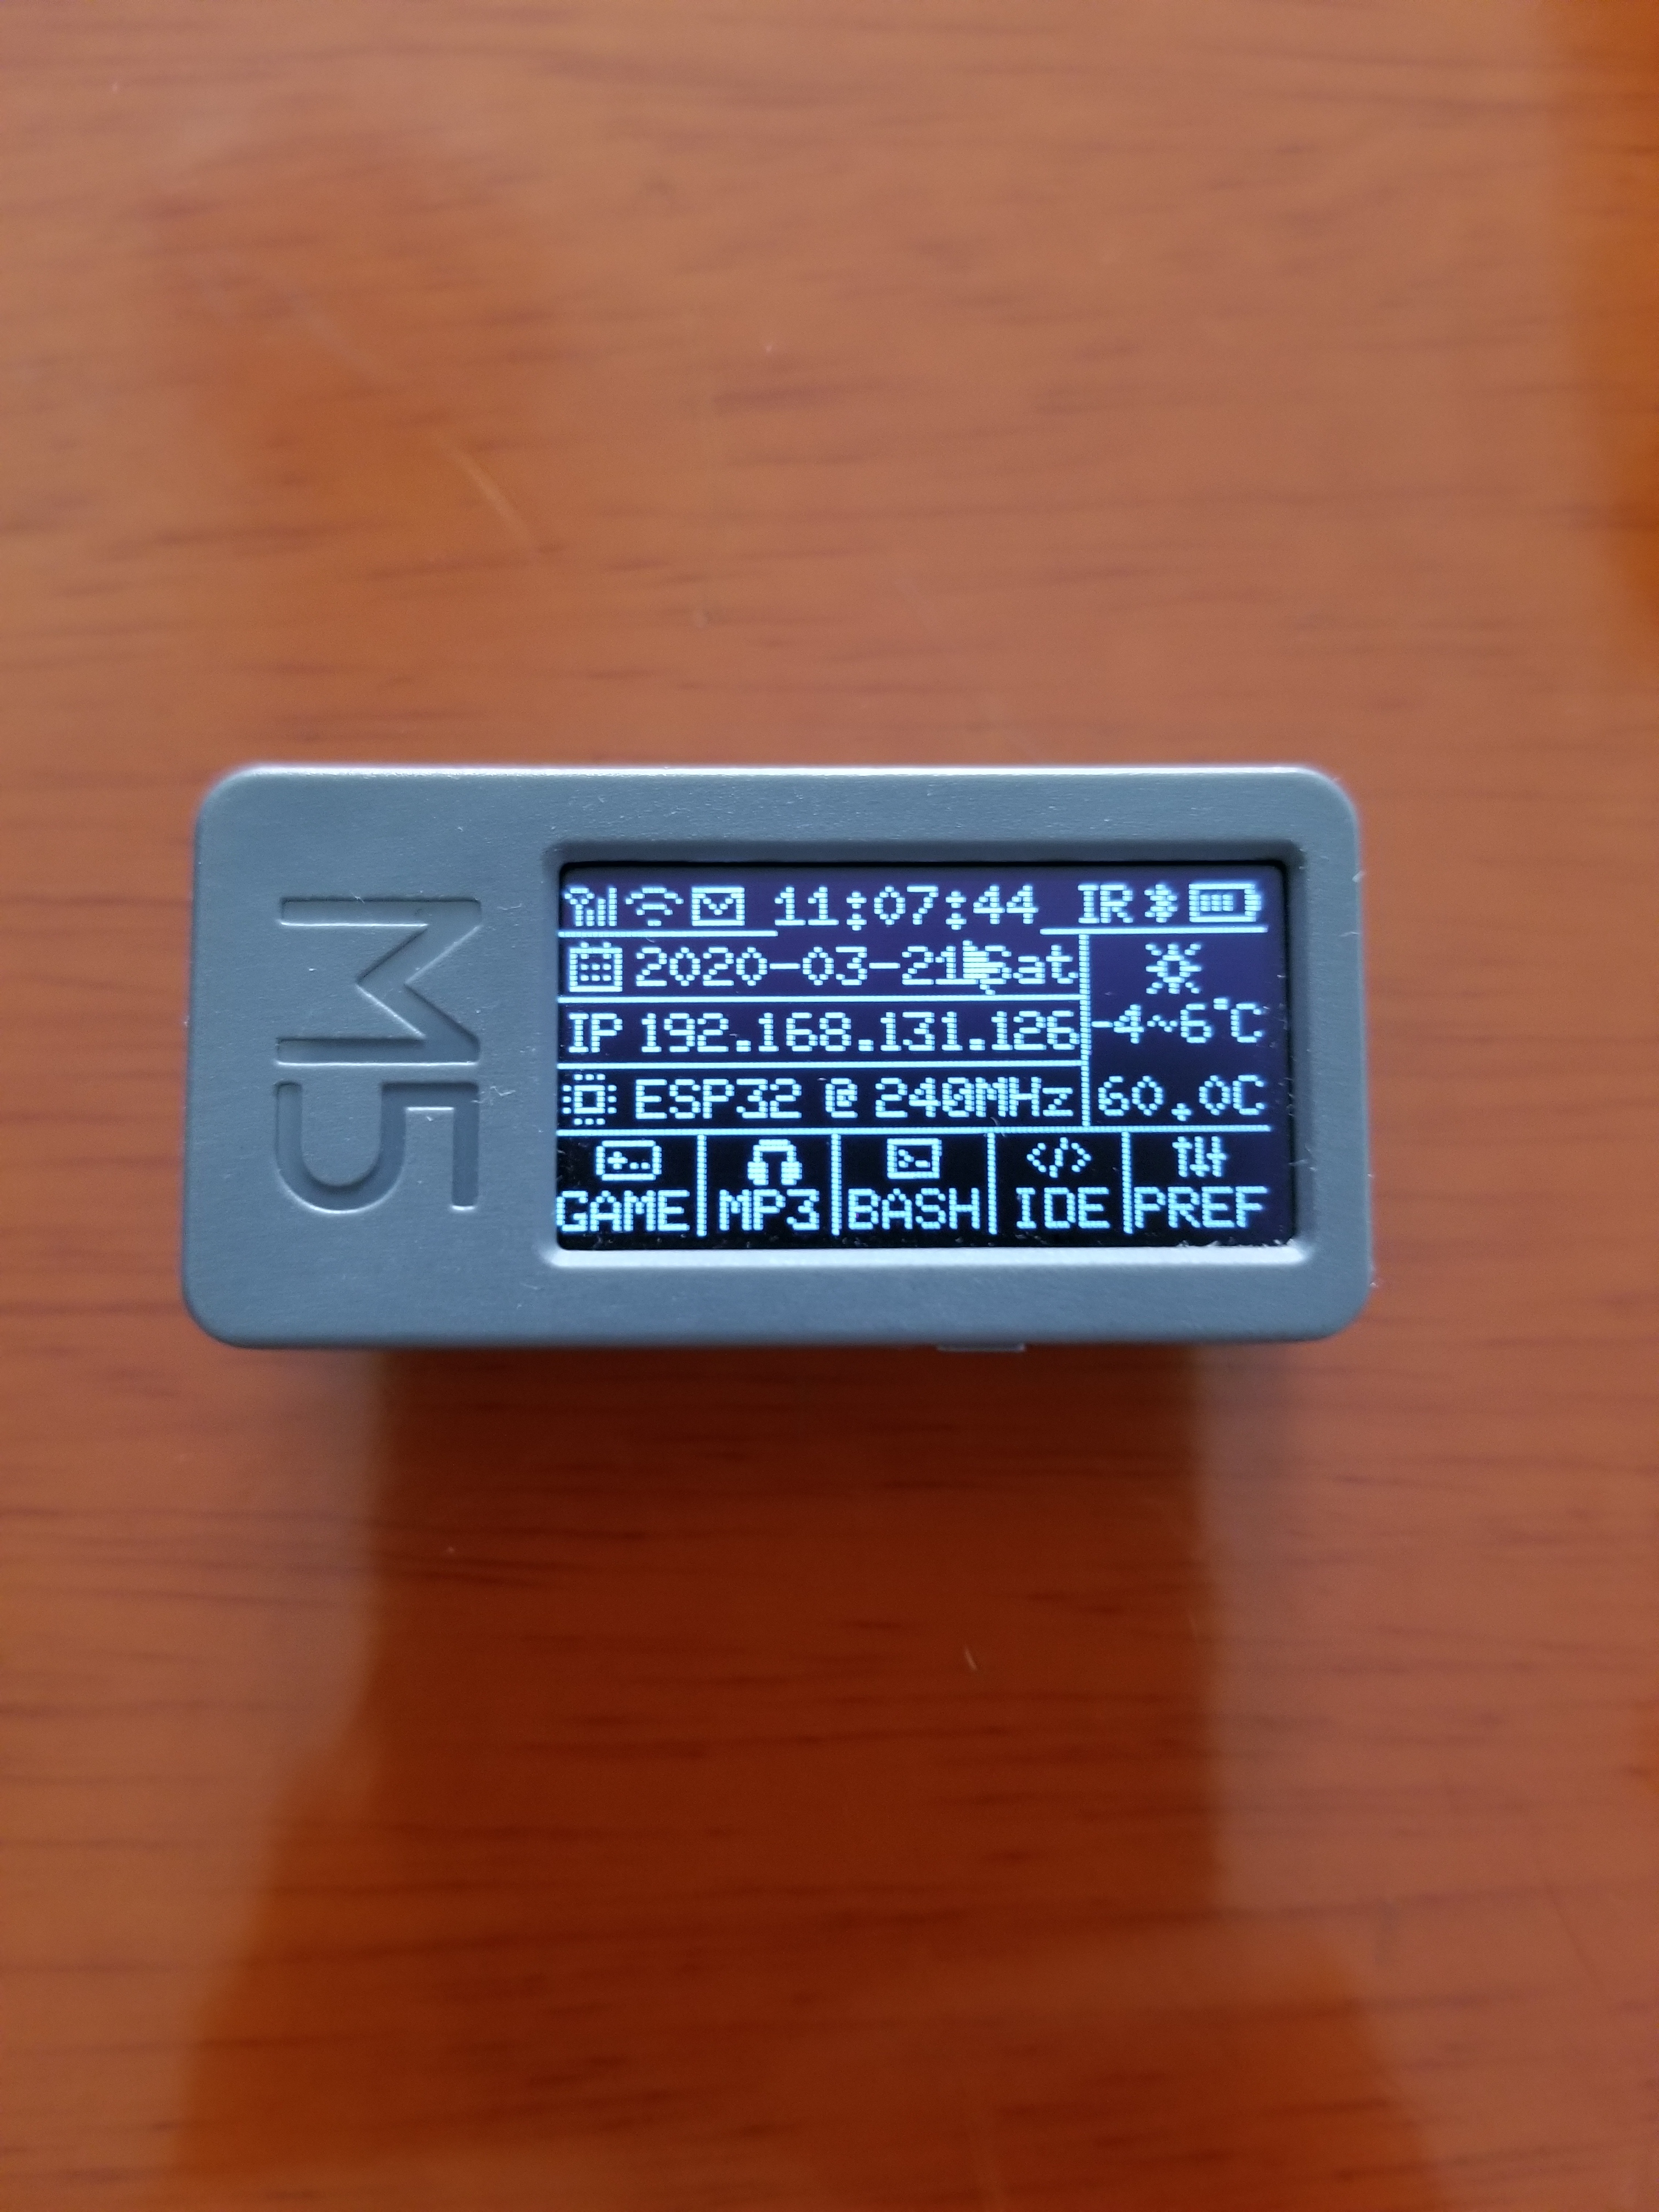 M5
11:07:44 IR
2020-03-21 Sat
IP 192.168.131.126
-4~6°C
ESP32 @ 240MHz
60.0C
GAME MP3 BASH IDE PREF